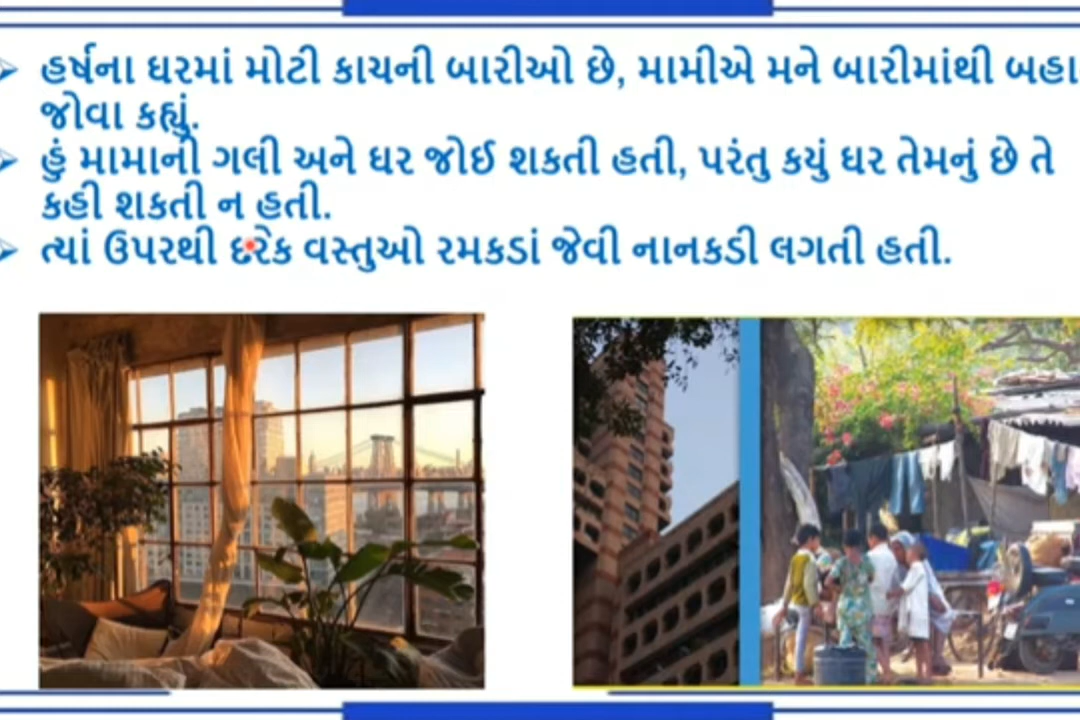 હર્ષના ઘરમાં મોટી કાચની બારીઓ છે, મામીએ મને બારીમાંથી
જોવા કહ્યું.
હું મામાની ગલી અને ઘર જોઈ શકતી હતી, પરંતુ કયું ઘર તેમનું છે તે
કહી શકતી ન હતી.
ત્યાં ઉપરથી દરેક વસ્તુઓ રમકડાં જેવી નાનકડી લગતી હતી.